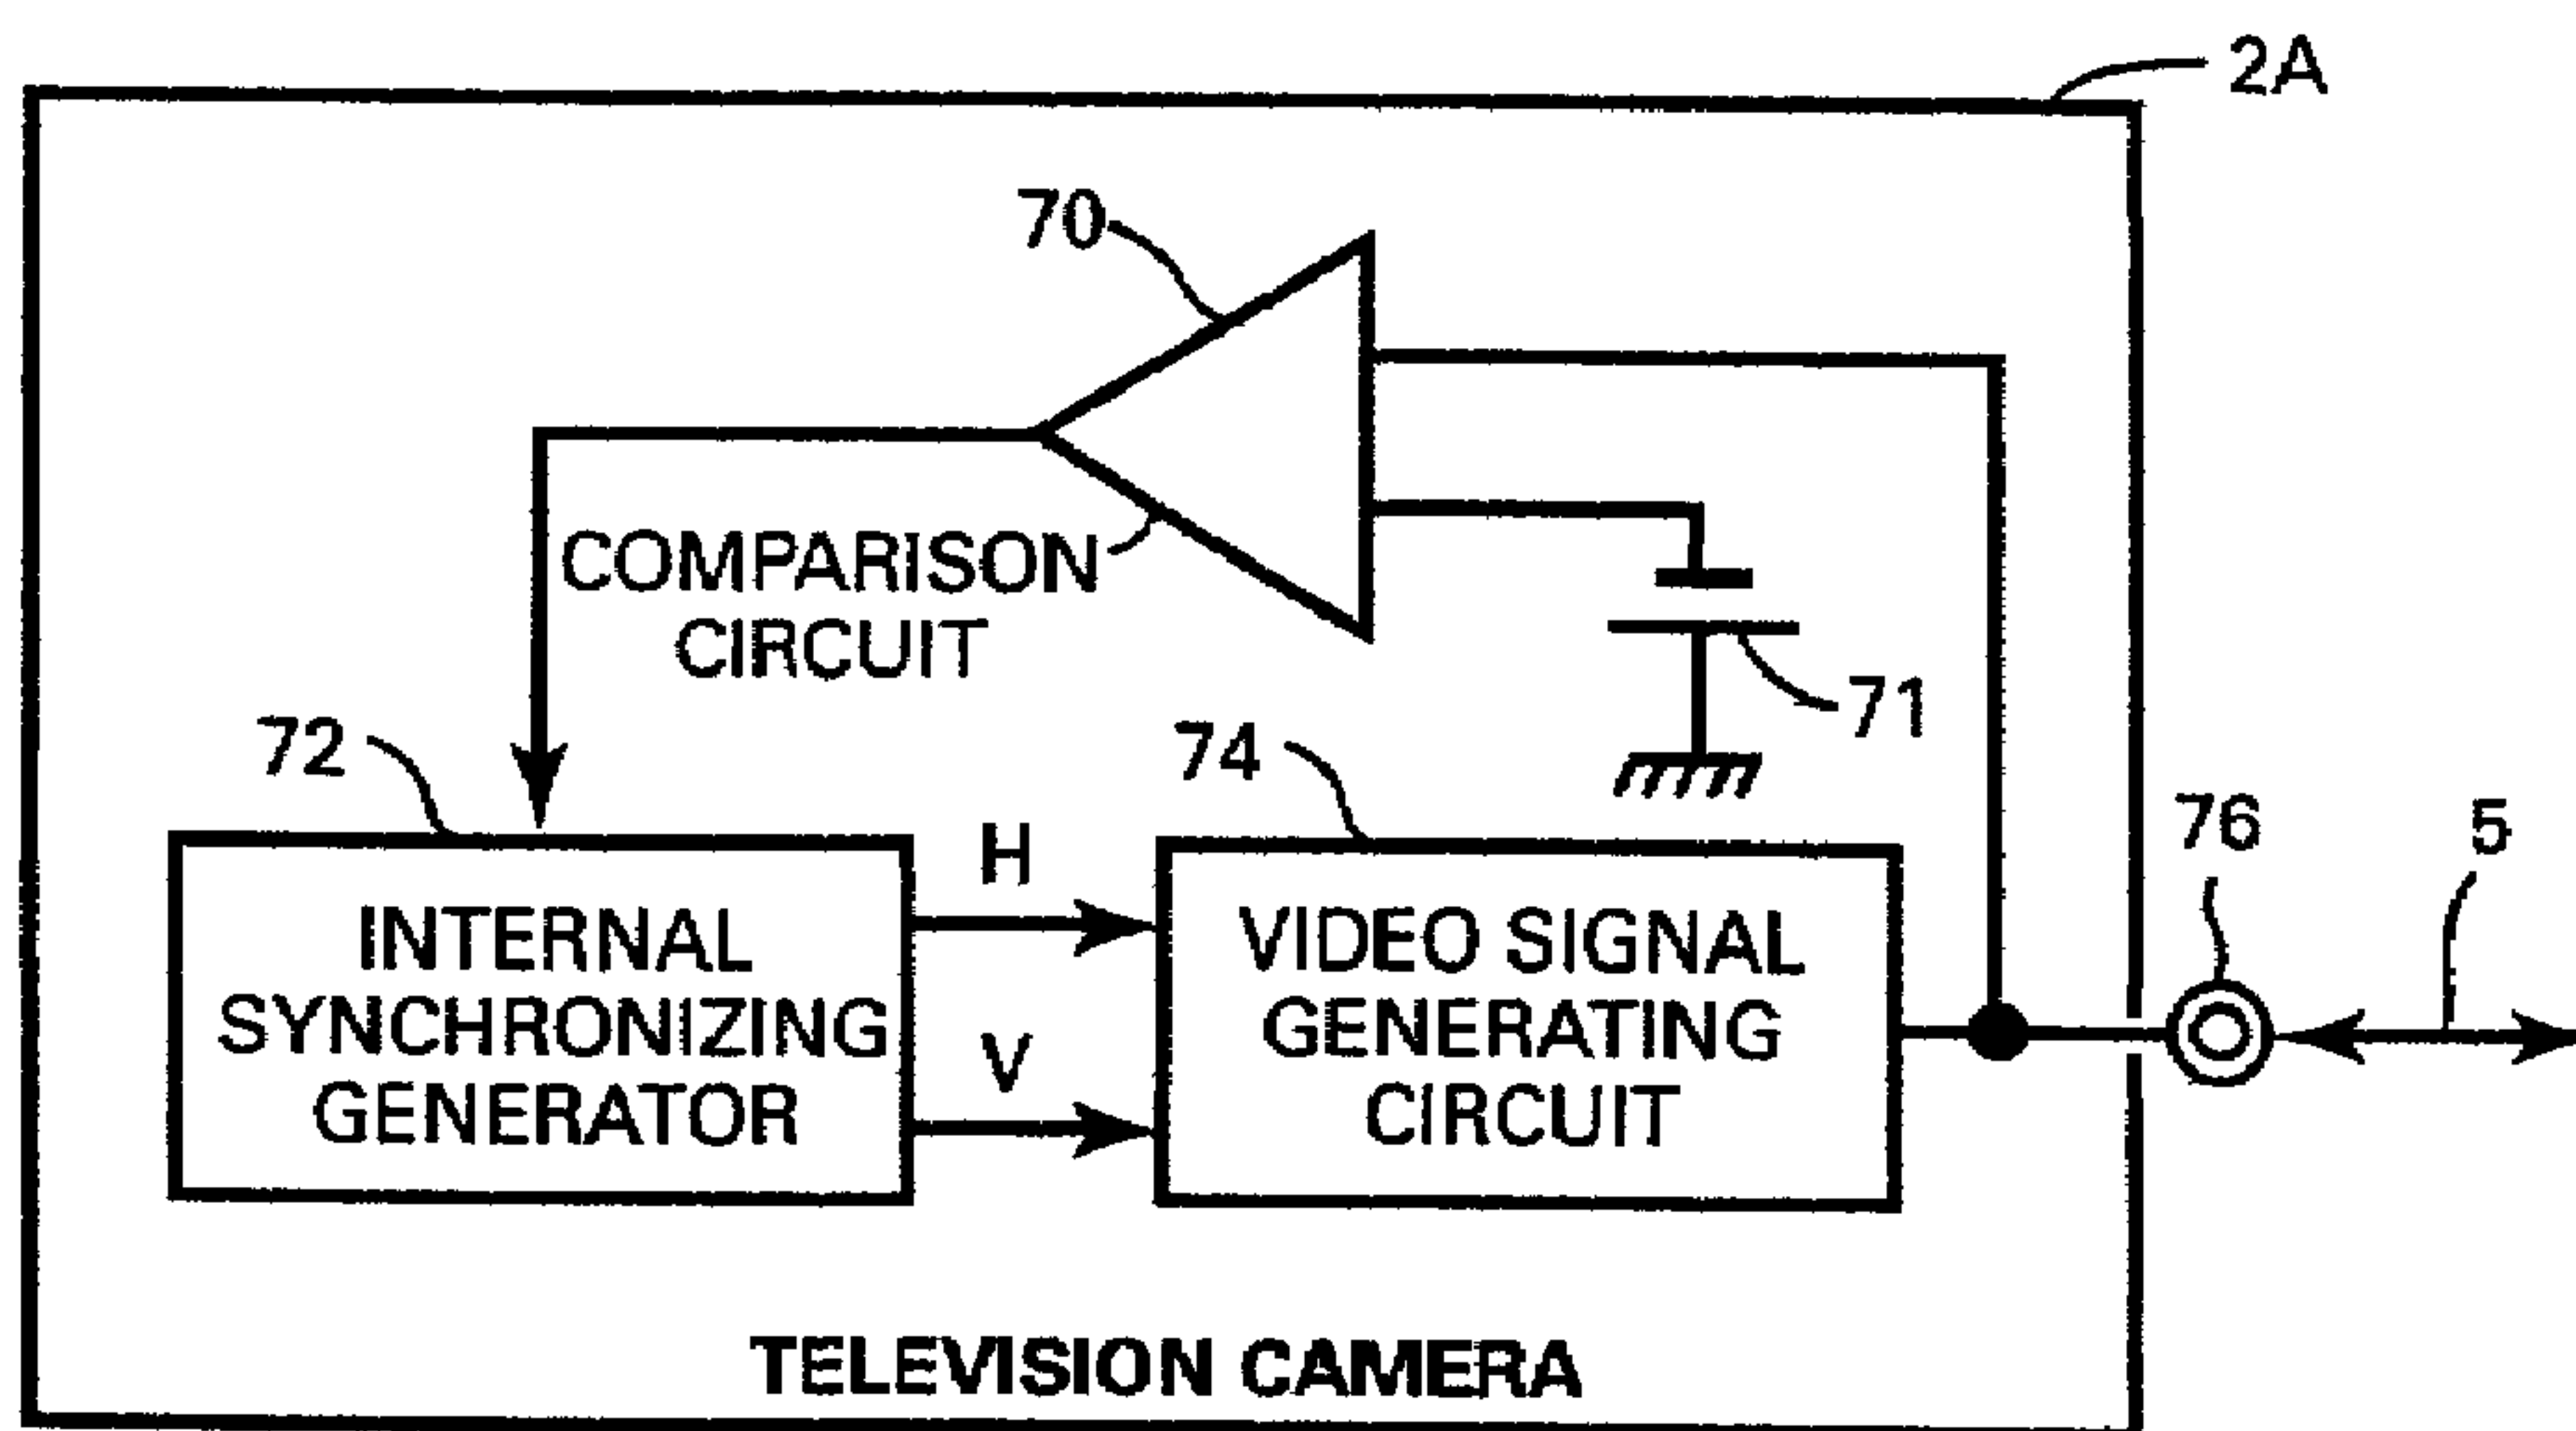 2A
70
COMPARISON
CIRCUIT
71
72
74
76
5
H
V
INTERNAL
SYNCHRONIZING
GENERATOR
VIDEO SIGNAL
GENERATING
CIRCUIT
TELEVISION CAMERA